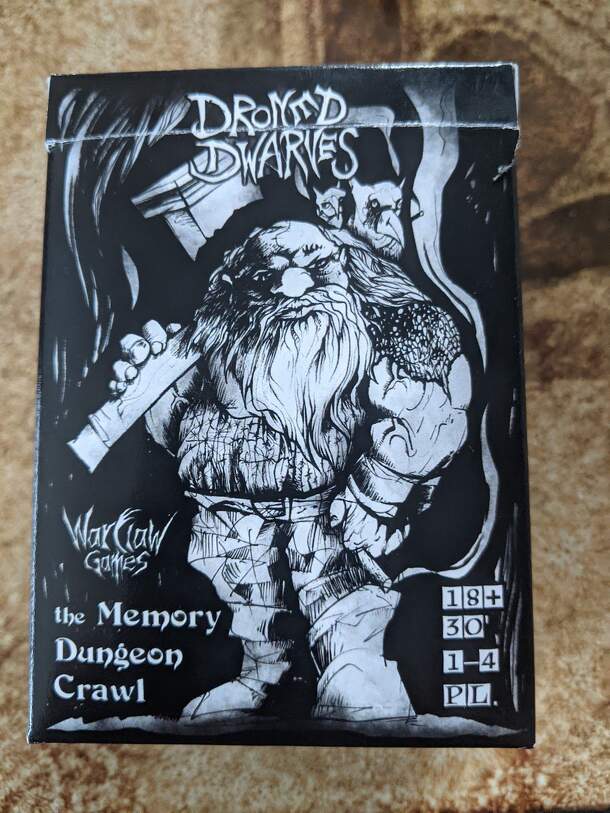 DRONED
DWARVES
WarClaw
Games
the Memory
Dungeon
Crawl
18+
30'
1-4
PL.